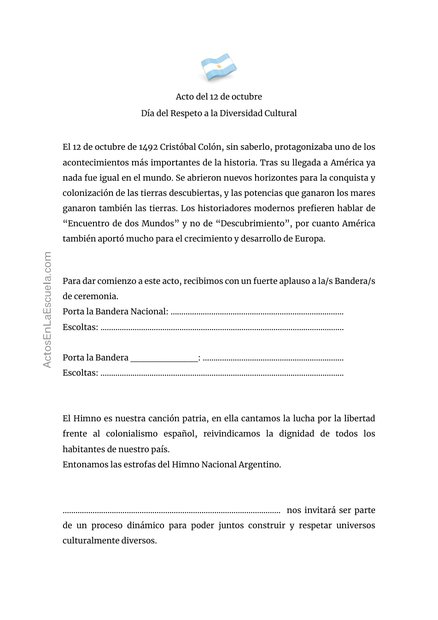 Acto del 12 de octubre
Día del Respeto a la Diversidad Cultural
El 12 de octubre de 1492 Cristóbal Colón, sin saberlo, protagonizaba uno de los
acontecimientos más importantes de la historia. Tras su llegada a América ya
nada fue igual en el mundo. Se abrieron nuevos horizontes para la conquista y
colonización de las tierras descubiertas, y las potencias que ganaron los mares
ganaron también las tierras. Los historiadores modernos prefieren hablar de
“Encuentro de dos Mundos” y no de “Descubrimiento”, por cuanto América
también aportó mucho para el crecimiento y desarrollo de Europa.
ActosEnLaEscuela.com
Para dar comienzo a este acto, recibimos con un fuerte aplauso a la/s Bandera/s
de ceremonia.
Porta la Bandera Nacional: ................................................................................
Escoltas: ...............................................................................................................
Porta la Bandera _____________: .................................................................
Escoltas: ...............................................................................................................
El Himno es nuestra canción patria, en ella cantamos la lucha por la libertad
frente al colonialismo español, reivindicamos la dignidad de todos los
habitantes de nuestro país.
Entonamos las estrofas del Himno Nacional Argentino.
.................................................................................................... nos invitará ser parte
de un proceso dinámico para poder juntos construir y respetar universos
culturalmente diversos.